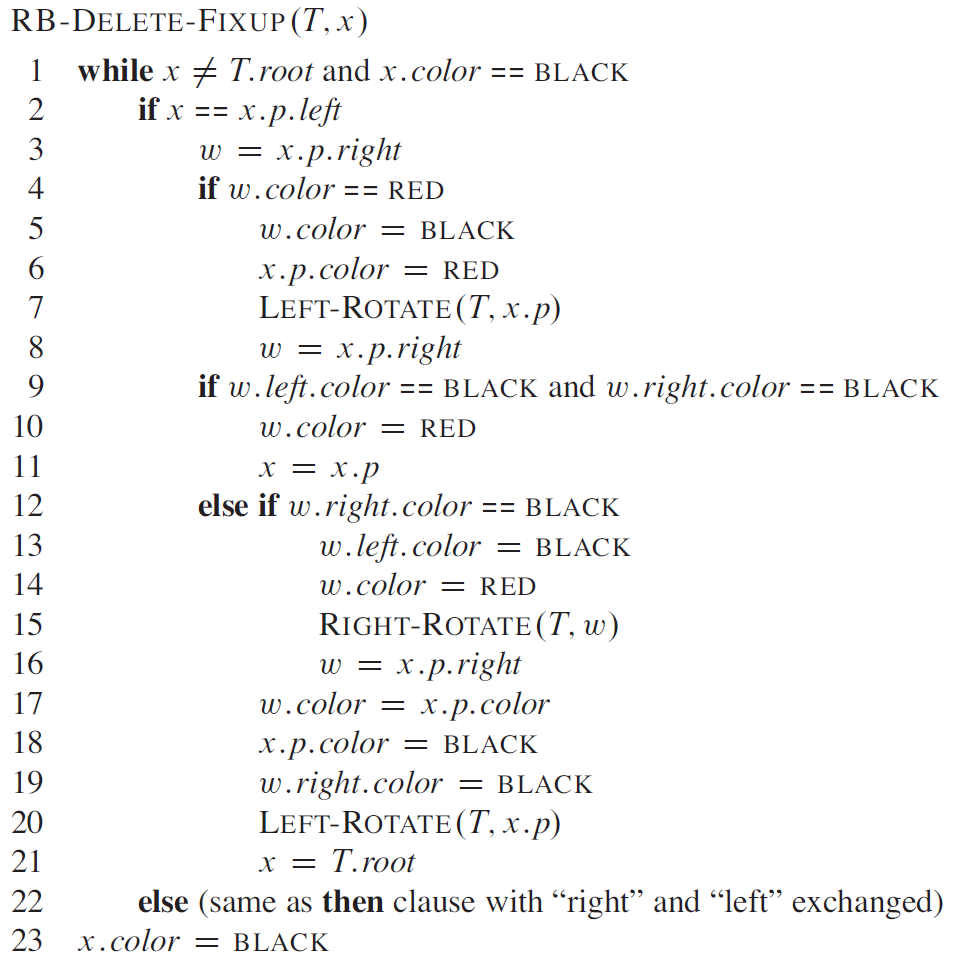 RB-DELETE-FIXUP(T, x)
1 while x ≠ T.root and x.color == BLACK
2 if x == x.p.left
3 w = x.p.right
4 if w.color == RED
5 w.color = BLACK
6 x.p.color = RED
7 LEFT-ROTATE(T, x.p)
8 w = x.p.right
9 if w.left.color == BLACK and w.right.color == BLACK
10 w.color = RED
11 x = x.p
12 else if w.right.color == BLACK
13 w.left.color = BLACK
14 w.color = RED
15 RIGHT-ROTATE(T, w)
16 w = x.p.right
17 w.color = x.p.color
18 x.p.color = BLACK
19 w.right.color = BLACK
20 LEFT-ROTATE(T, x.p)
21 x = T.root
22 else (same as then clause with “right” and “left” exchanged)
23 x.color = BLACK